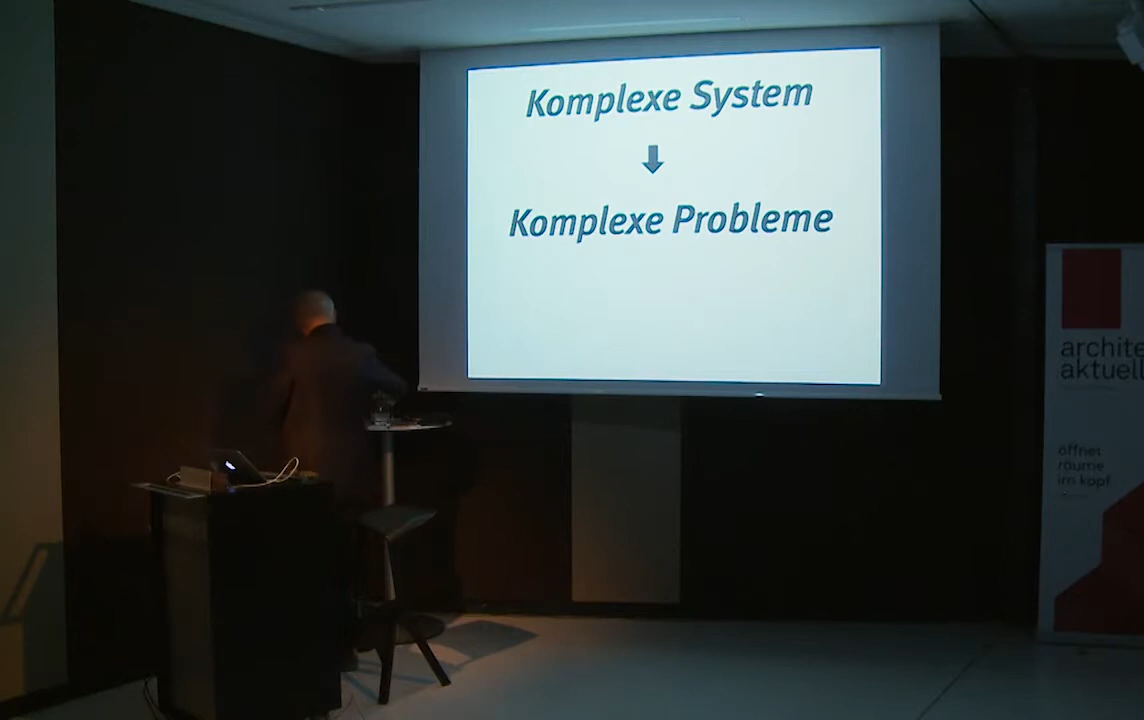 Komplexe System
Komplexe Probleme
archite
aktuell
öffnet
räume
im kopf